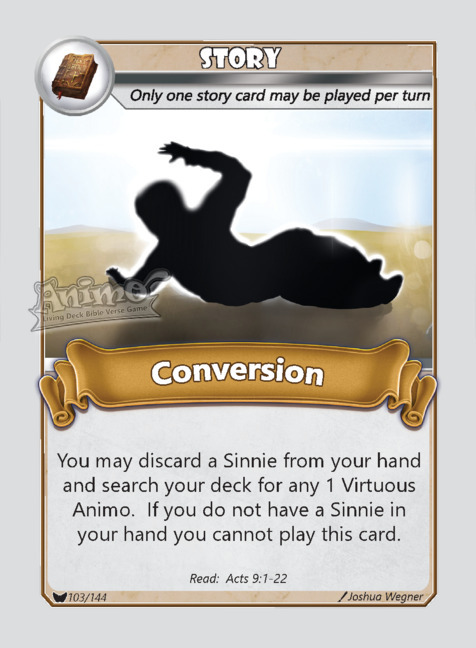 STORY
Only one story card may be played per turn
Animo
Living Deck Bible Verse Game
Conversion
You may discard a Sinnie from your hand
and search your deck for any 1 Virtuous
Animo. If you do not have a Sinnie in
your hand you cannot play this card.
Read: Acts 9:1-22
103/144
Joshua Wegner